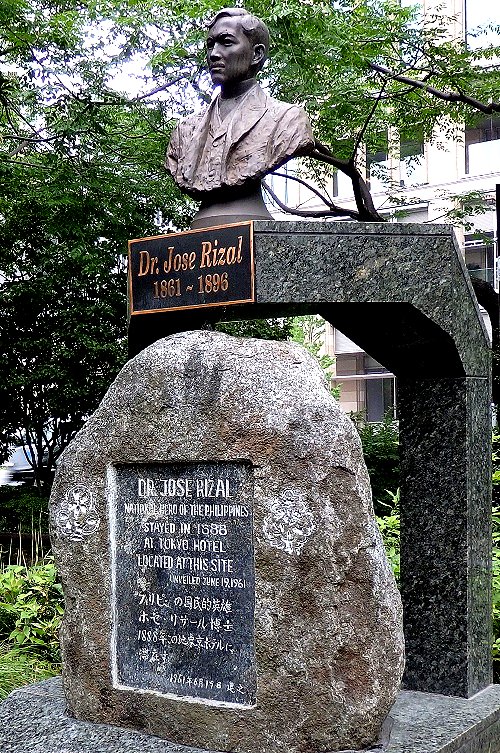 Dr. Jose Rizal
1861 ~ 1896
DR. JOSE RIZAL
NATIONAL HERO OF THE PHILIPPINES
STAYED IN 1888
AT TOKYO HOTEL
LOCATED AT THIS SITE
UNVEILED JUNE 19, 1961
フィリピンの国民的英雄
ホセ・リサール博士
1888年この地東京ホテルに
滞在す
1961年6月19日 建之